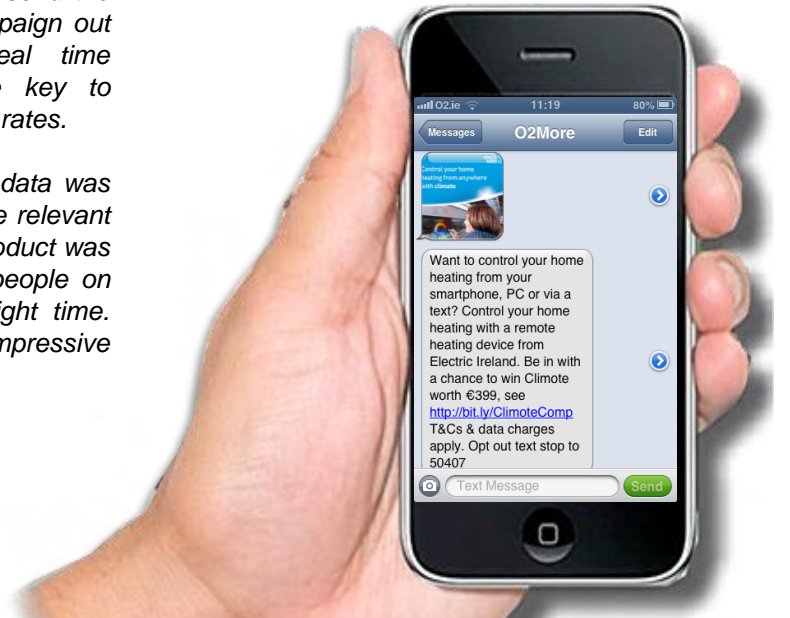 paign out
eal time
key to
rates.
data was
relevant
oduct was
people on
ight time.
mpressive
O2.ie 11:19 80%
Messages O2More Edit
Control your home
heating from anywhere
with climote
Want to control your home
heating from your
smartphone, PC or via a
text? Control your home
heating with a remote
heating device from
Electric Ireland. Be in with
a chance to win Climote
worth €399, see
http://bit.ly/ClimoteComp
T&Cs & data charges
apply. Opt out text stop to
50407
Text Message Send